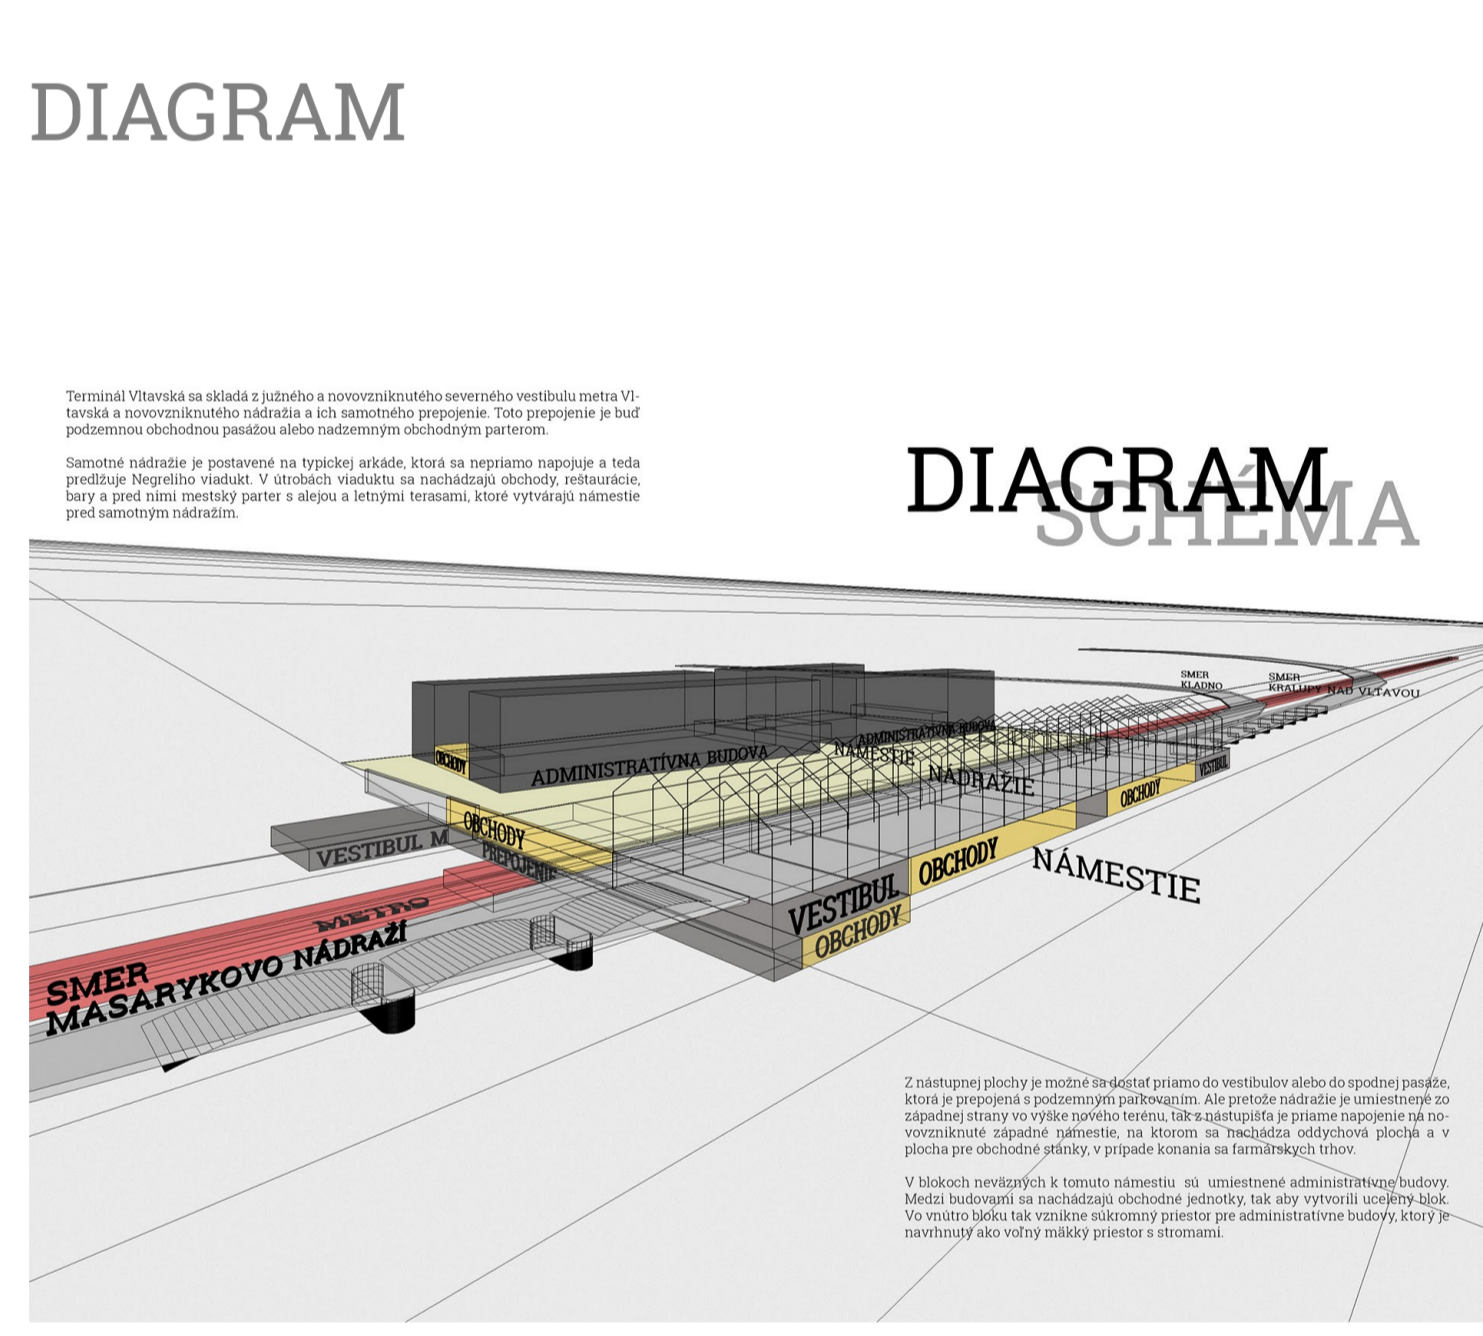 DIAGRAM
Terminál Vltavská sa skladá z južného a novovzniknutého severného vestibulu metra Vl-
tavská a novovzniknutého nádražia a ich samotného prepojenie. Toto prepojenie je buď
podzemnou obchodnou pasážou alebo nadzemným obchodným parterom.
Samotné nádražie je postavené na typickej arkáde, ktorá sa nepriamo napojuje a teda
predlžuje Negreliho viadukt. V útrobách viaduktu sa nachádzajú obchody, reštaurácie,
bary a pred nimi mestský parter s alejou a letnými terasami, ktoré vytvárajú námestie
pred samotným nádražím.
DIAGRAM
SCHÉMA
SMER
KLADNO
SMER
KRALUPY NAD VLTAVOU
OBCHODY
ADMINISTRATÍVNA BUDOVA
ADMINISTRATÍVNA BUDOVA
NÁMESTIE
NÁDRAŽIE
VESTIBUL
OBCHODY
OBCHODY
VESTIBUL M
PREPOJENIE
OBCHODY
NÁMESTIE
VESTIBUL
OBCHODY
METRO
SMER
MASARYKOVO NÁDRAŽÍ
Z nástupnej plochy je možné sa dostať priamo do vestibulov alebo do spodnej pasáže,
ktorá je prepojená s podzemným parkovaním. Ale pretože nádražie je umiestnené zo
západnej strany vo výške nového terénu, tak z nástupišťa je priame napojenie na no-
vovzniknuté západné námestie, na ktorom sa nachádza oddychová plocha a v
plocha pre obchodné stánky, v prípade konania sa farmárskych trhov.
V blokoch neväzných k tomuto námestiu sú umiestnené administratívne budovy.
Medzi budovami sa nachádzajú obchodné jednotky, tak aby vytvorili ucelený blok.
Vo vnútro bloku tak vznikne súkromný priestor pre administratívne budovy, ktorý je
navrhnutý ako voľný mäkký priestor s stromami.